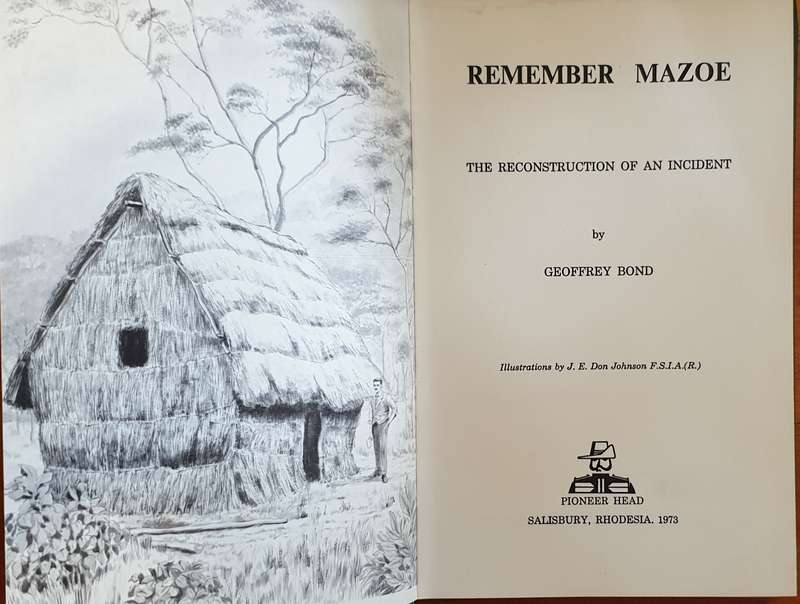 REMEMBER MAZOE
THE RECONSTRUCTION OF AN INCIDENT
by
GEOFFREY BOND
Illustrations by J. E. Don Johnson F.S.I.A.(R.)
PIONEER HEAD
SALISBURY, RHODESIA. 1973